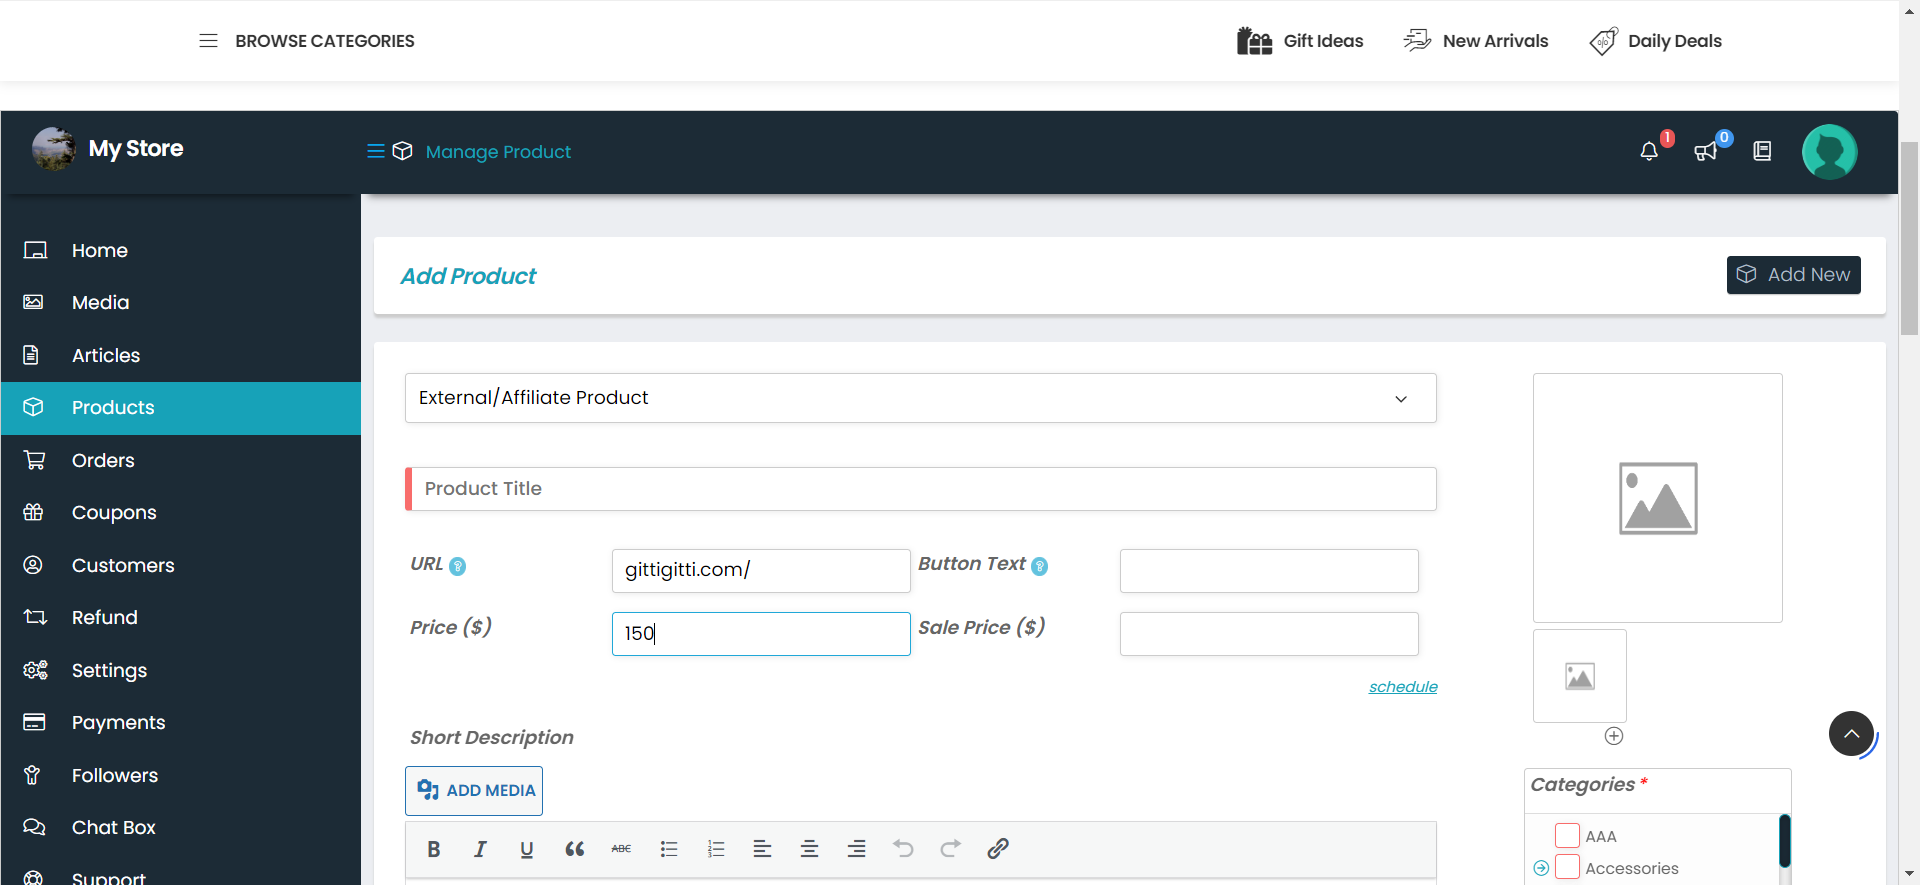 BROWSE CATEGORIES
Gift Ideas
New Arrivals
Daily Deals
My Store
Manage Product
1
0
Home
Media
Articles
Products
Orders
Coupons
Customers
Refund
Settings
Payments
Followers
Chat Box
Support
Add Product
Add New
External/Affiliate Product
Product Title
URL ?
gittigitti.com/
Button Text ?
Price ($)
150
Sale Price ($)
schedule
Short Description
ADD MEDIA
B I U ABC
Categories *
AAA
Accessories